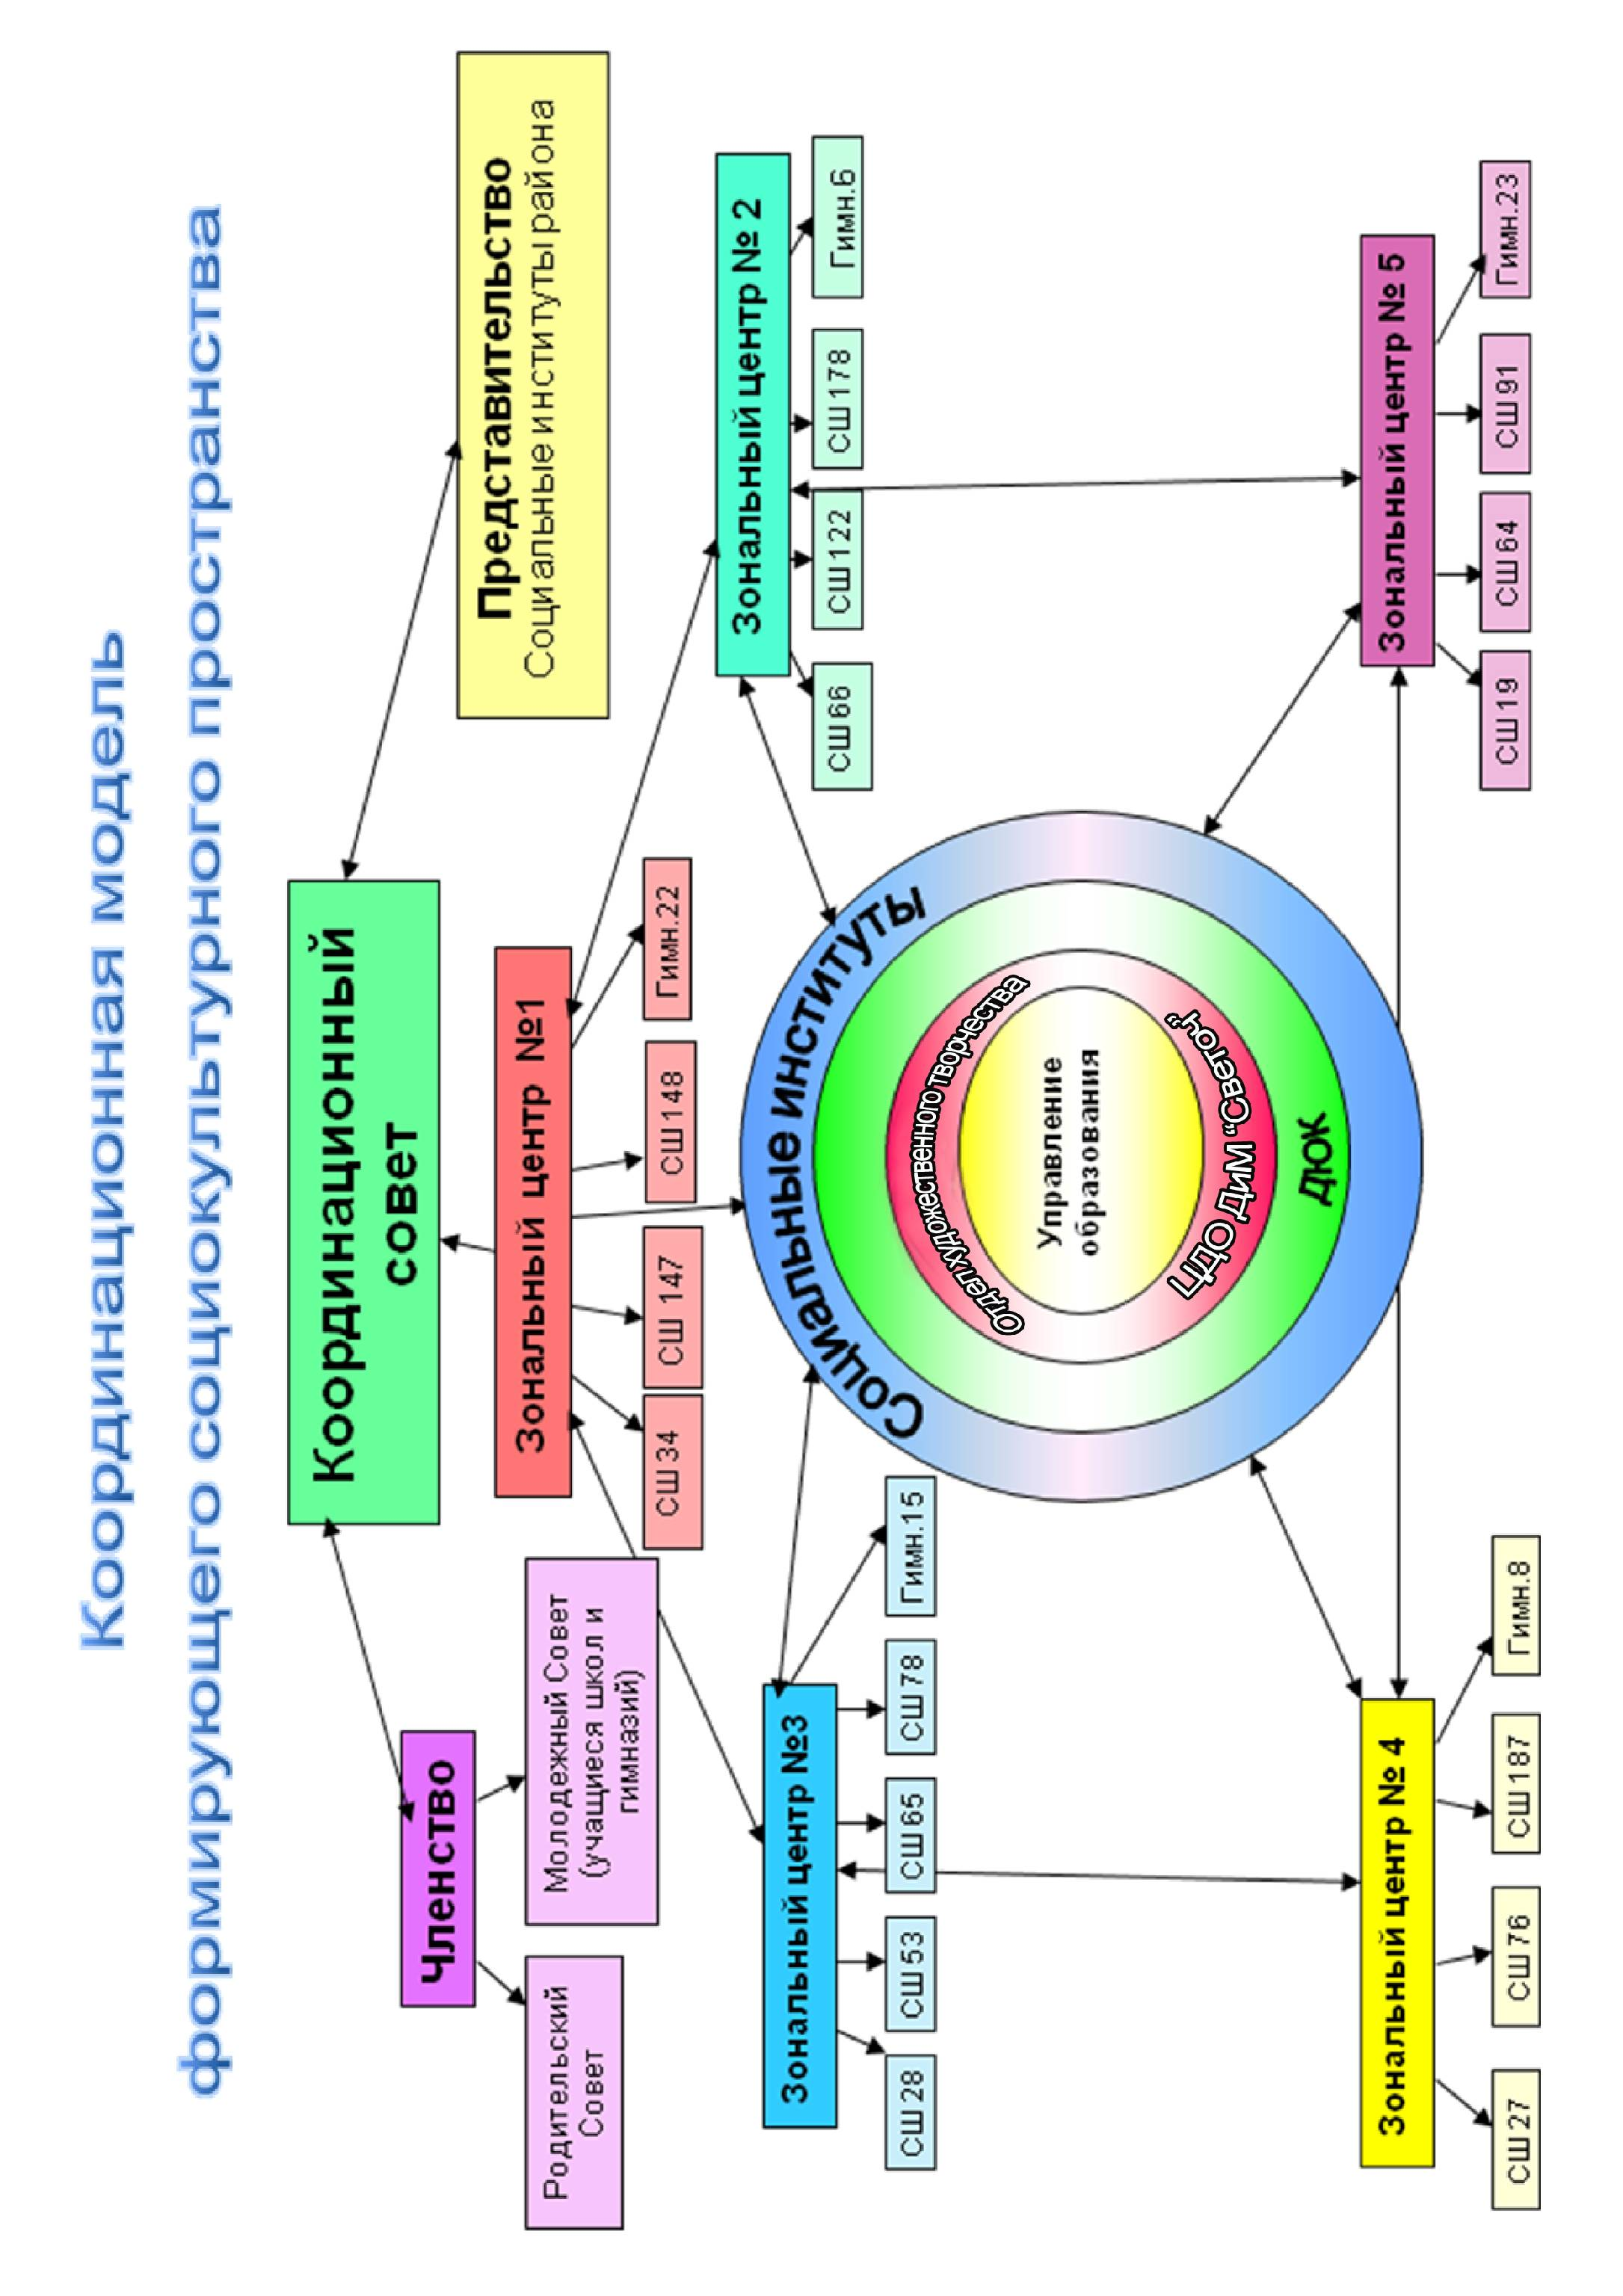 Координационная модель
формирующего социокультурного пространства
Координационный
совет
Членство
Родительский
Совет
Молодежный Совет
(учащиеся школ и
гимназий)
Представительство
Социальные институты района
Зональный центр №1
СШ 34
СШ 147
СШ 148
Гимн.22
Зональный центр № 2
СШ 66
СШ 122
СШ 178
Гимн.6
Зональный центр №3
СШ 28
СШ 53
СШ 65
СШ 78
Гимн.15
Социальные институты
Отдел художественного творчества
Управление
образования
ЦДО ДиМ “Светоч”
ДЮК
Зональный центр № 4
СШ 27
СШ 76
СШ 187
Гимн.8
Зональный центр № 5
СШ 19
СШ 64
СШ 91
Гимн.23